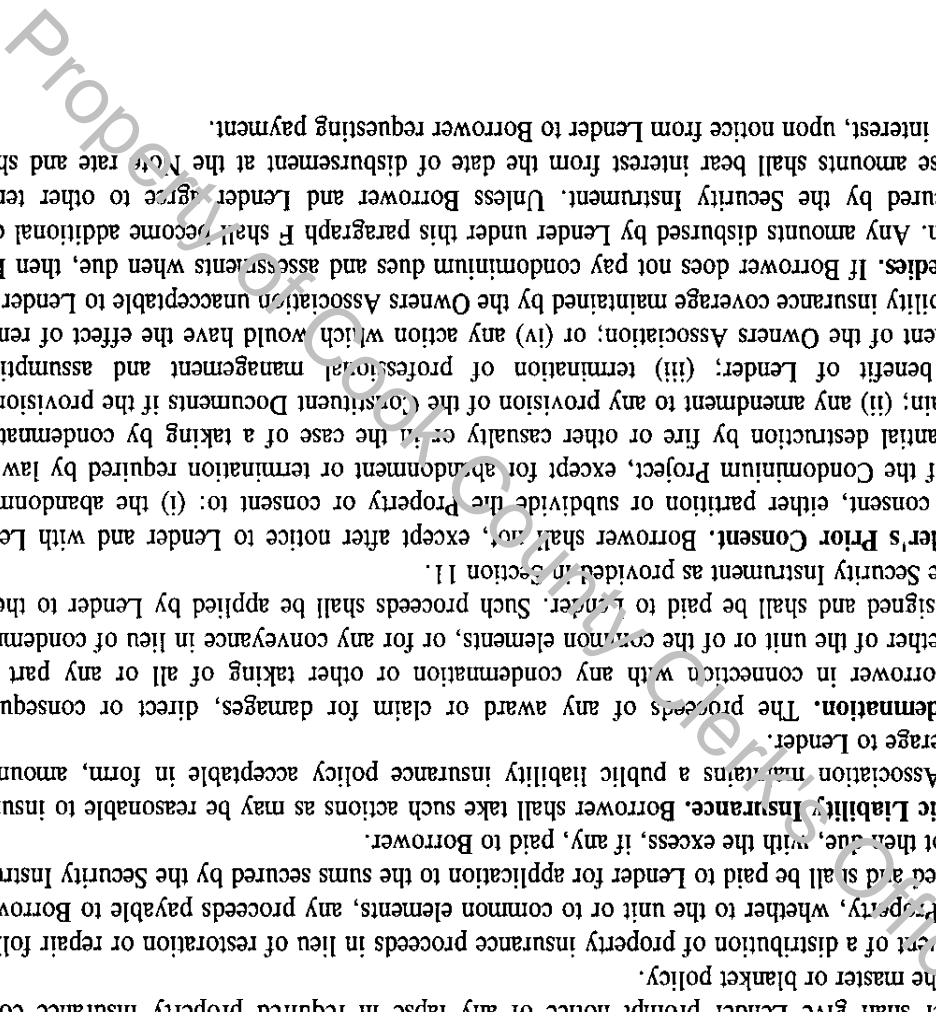 er shall give Lender prompt notice of any lapse in required property insurance co
he master or blanket policy.
vent of a distribution of property insurance proceeds in lieu of restoration or repair fol
Property, whether to the unit or to common elements, any proceeds payable to Borrow
ed and shall be paid to Lender for application to the sums secured by the Security Instru
ot then due, with the excess, if any, paid to Borrower.
ic Liability Insurance. Borrower shall take such actions as may be reasonable to insu
Association maintains a public liability insurance policy acceptable in form, amoun
erage to Lender.
demnation. The proceeds of any award or claim for damages, direct or consequ
orrower in connection with any condemnation or other taking of all or any part
ether of the unit or of the common elements, or for any conveyance in lieu of condemn
signed and shall be paid to Lender. Such proceeds shall be applied by Lender to the
e Security Instrument as provided in Section 11.
der's Prior Consent. Borrower shall not, except after notice to Lender and with Le
consent, either partition or subdivide the Property or consent to: (i) the abandonm
f the Condominium Project, except for abandonment or termination required by law
antial destruction by fire or other casualty or in the case of a taking by condemnat
ain; (ii) any amendment to any provision of the Constituent Documents if the provision
benefit of Lender; (iii) termination of professional management and assumpti
ent of the Owners Association; or (iv) any action which would have the effect of ren
bility insurance coverage maintained by the Owners Association unacceptable to Lender
edies. If Borrower does not pay condominium dues and assessments when due, then L
n. Any amounts disbursed by Lender under this paragraph F shall become additional d
ured by the Security Instrument. Unless Borrower and Lender agree to other ter
se amounts shall bear interest from the date of disbursement at the Note rate and sh
interest, upon notice from Lender to Borrower requesting payment.
Property of Cook County Clerk's Offic